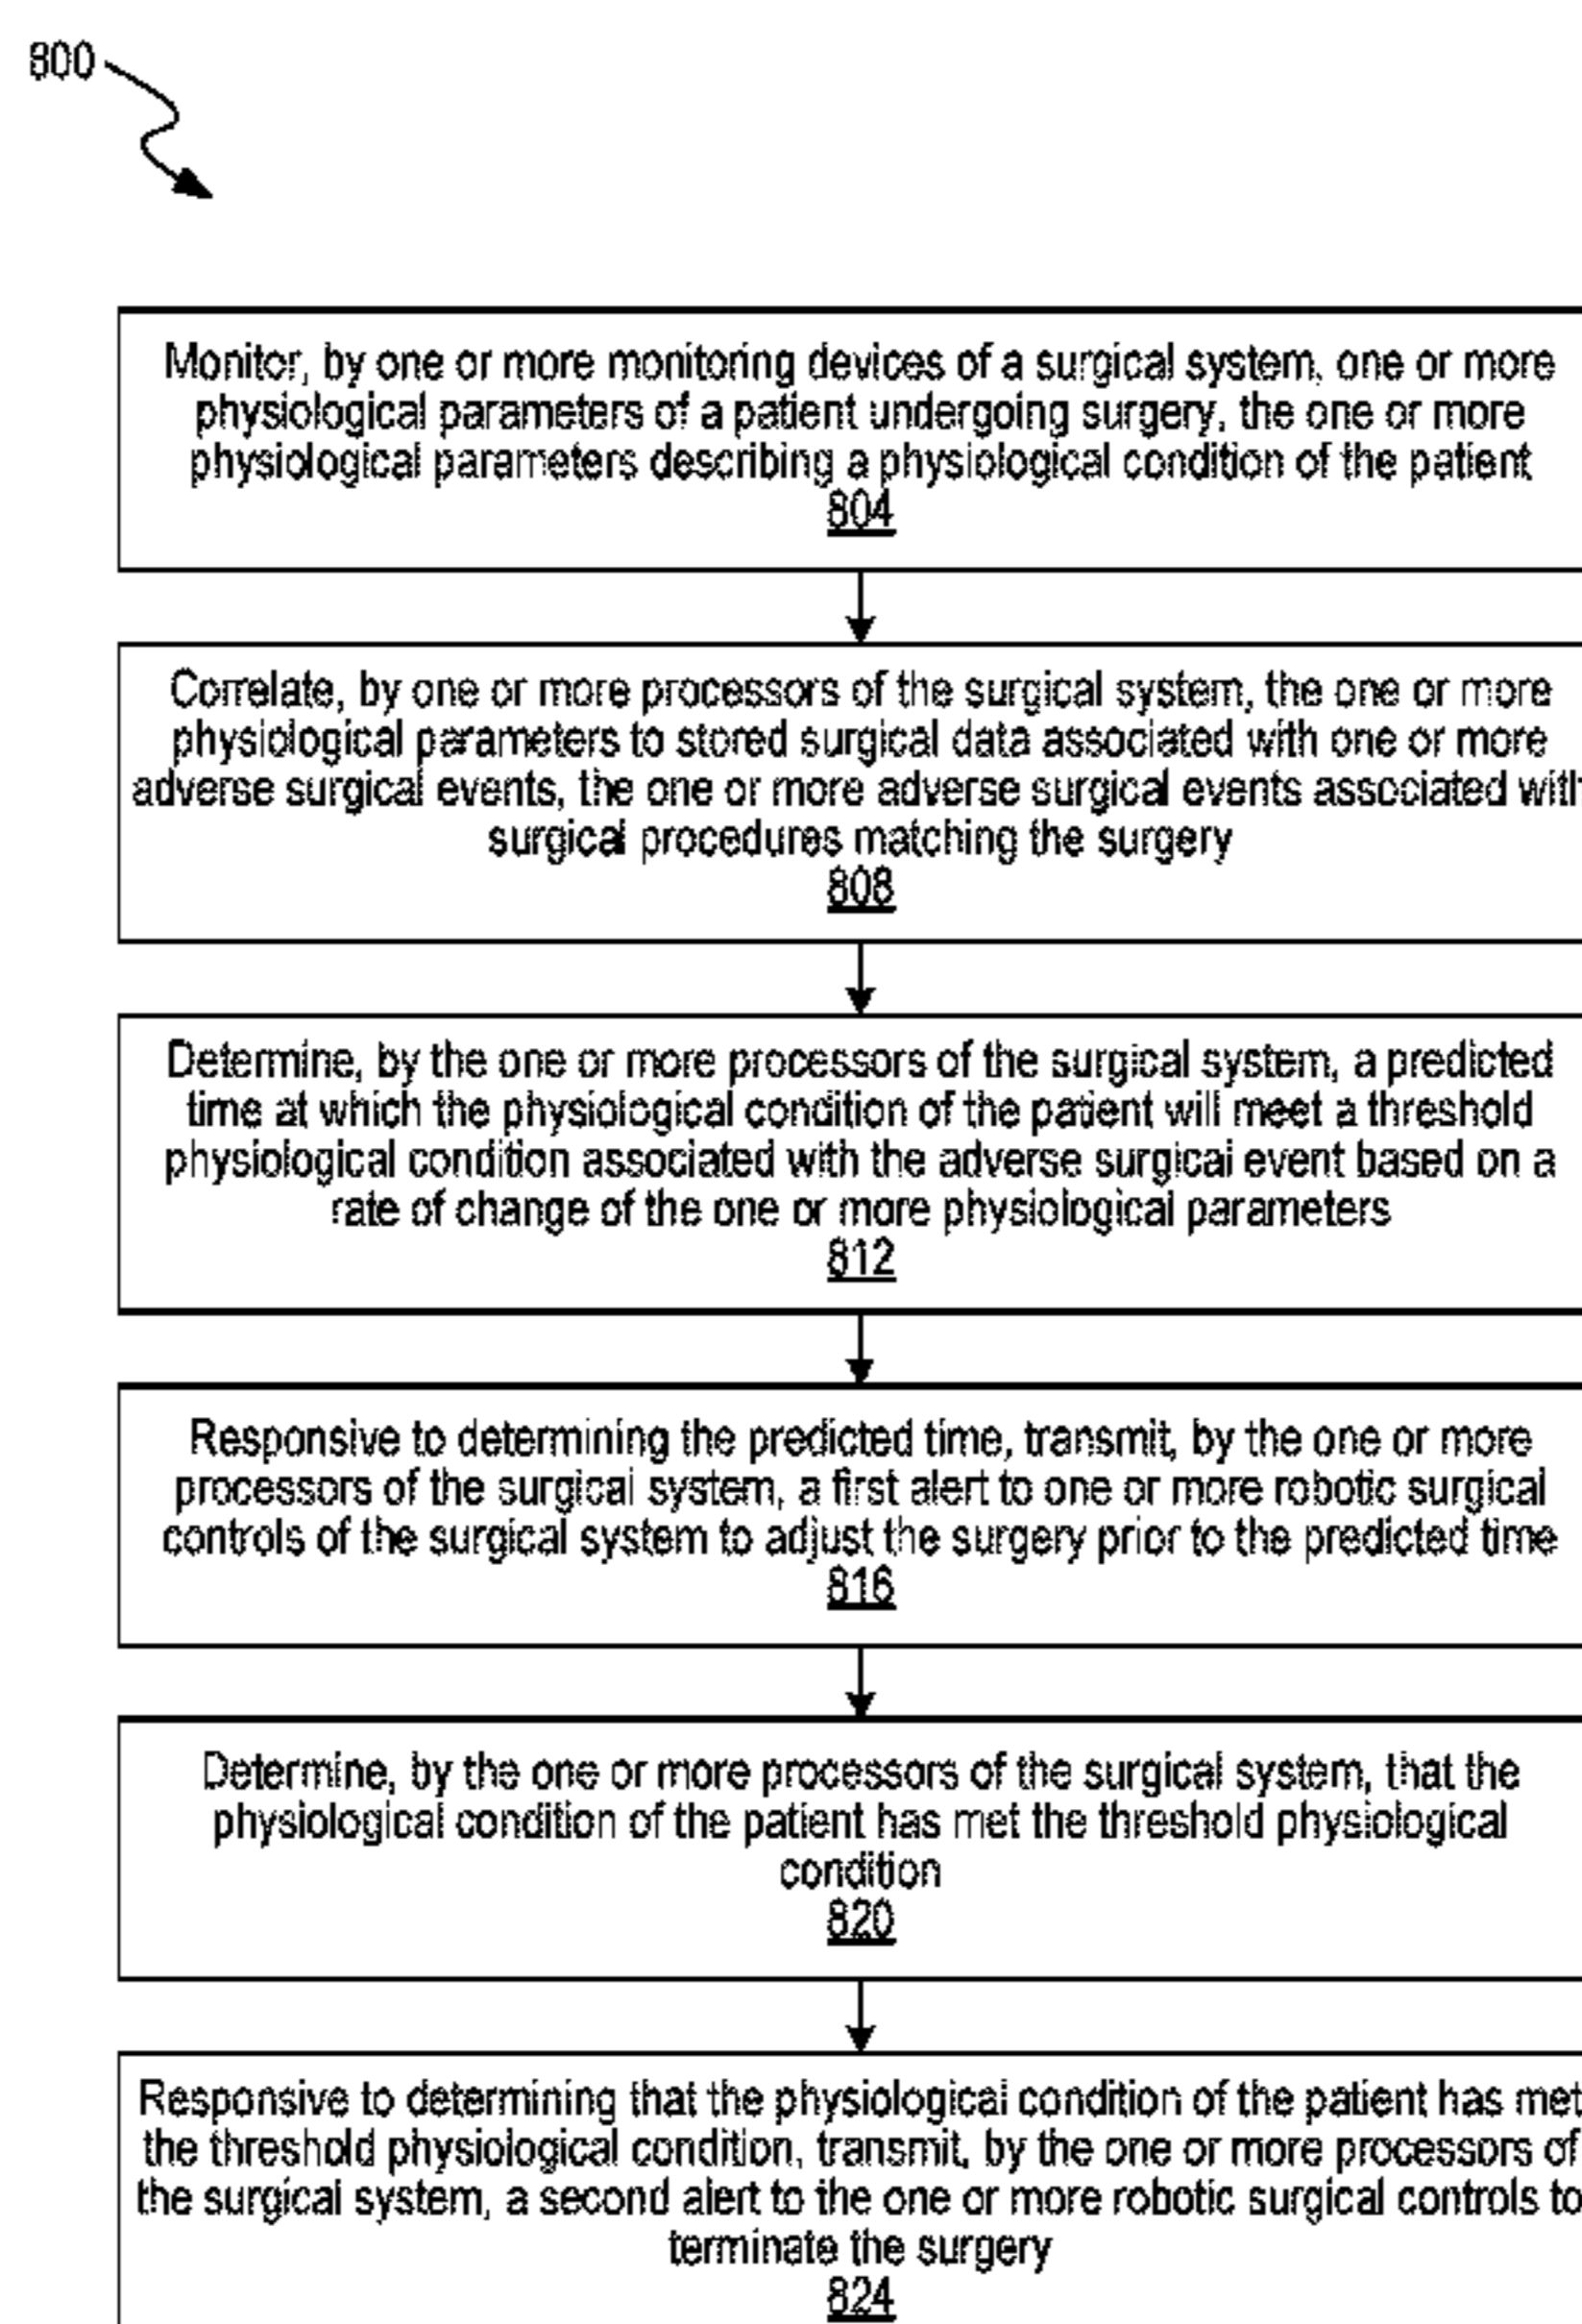 800
Monitor, by one or more monitoring devices of a surgical system, one or more
physiological parameters of a patient undergoing surgery, the one or more
physiological parameters describing a physiological condition of the patient
804
Correlate, by one or more processors of the surgical system, the one or more
physiological parameters to stored surgical data associated with one or more
adverse surgical events, the one or more adverse surgical events associated with
surgical procedures matching the surgery
808
Determine, by the one or more processors of the surgical system, a predicted
time at which the physiological condition of the patient will meet a threshold
physiological condition associated with the adverse surgical event based on a
rate of change of the one or more physiological parameters
812
Responsive to determining the predicted time, transmit, by the one or more
processors of the surgical system, a first alert to one or more robotic surgical
controls of the surgical system to adjust the surgery prior to the predicted time
816
Determine, by the one or more processors of the surgical system, that the
physiological condition of the patient has met the threshold physiological
condition
820
Responsive to determining that the physiological condition of the patient has met
the threshold physiological condition, transmit, by the one or more processors of
the surgical system, a second alert to the one or more robotic surgical controls to
terminate the surgery
824